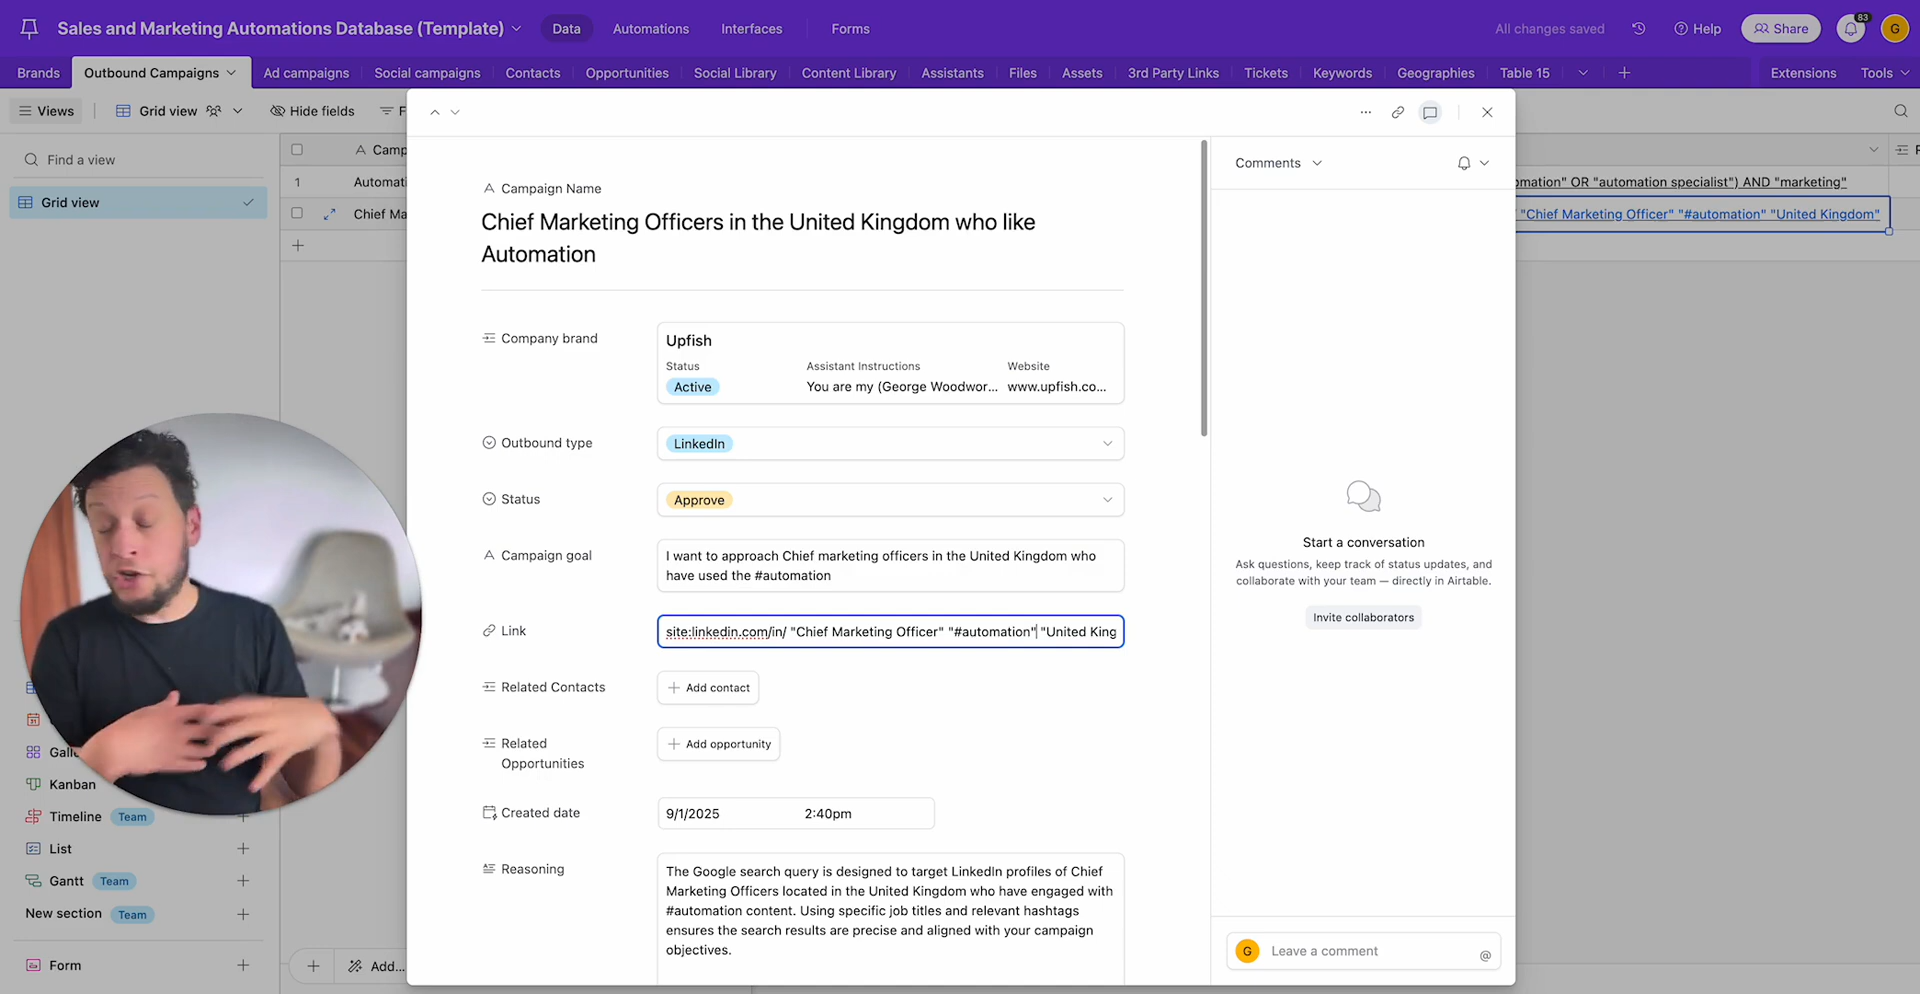 Sales and Marketing Automations Database (Template)
Data
Automations
Interfaces
Forms
All changes saved
Help
Share
83
G
Brands
Outbound Campaigns
Ad campaigns
Social campaigns
Contacts
Opportunities
Social Library
Content Library
Assistants
Files
Assets
3rd Party Links
Tickets
Keywords
Geographies
Table 15
Extensions
Tools
Views
Grid view
Hide fields
F
Find a view
Grid view
Camp
1
Automati
Chief Ma
omation" OR "automation specialist") AND "marketing"
/ "Chief Marketing Officer" "#automation" "United Kingdom"
Campaign Name
Chief Marketing Officers in the United Kingdom who like
Automation
Company brand
Upfish
Status
Assistant Instructions
Website
Active
You are my (George Woodwor...
www.upfish.co...
Outbound type
LinkedIn
Status
Approve
Campaign goal
I want to approach Chief marketing officers in the United Kingdom who
have used the #automation
Link
site:linkedin.com/in/ "Chief Marketing Officer" "#automation" "United King
Related Contacts
Add contact
Related
Opportunities
Add opportunity
Created date
9/1/2025
2:40pm
Reasoning
The Google search query is designed to target LinkedIn profiles of Chief
Marketing Officers located in the United Kingdom who have engaged with
#automation content. Using specific job titles and relevant hashtags
ensures the search results are precise and aligned with your campaign
objectives.
Comments
Start a conversation
Ask questions, keep track of status updates, and
collaborate with your team — directly in Airtable.
Invite collaborators
G
Leave a comment
@
Kanban
Timeline
Team
List
Gantt
Team
New section
Team
Form
Add...